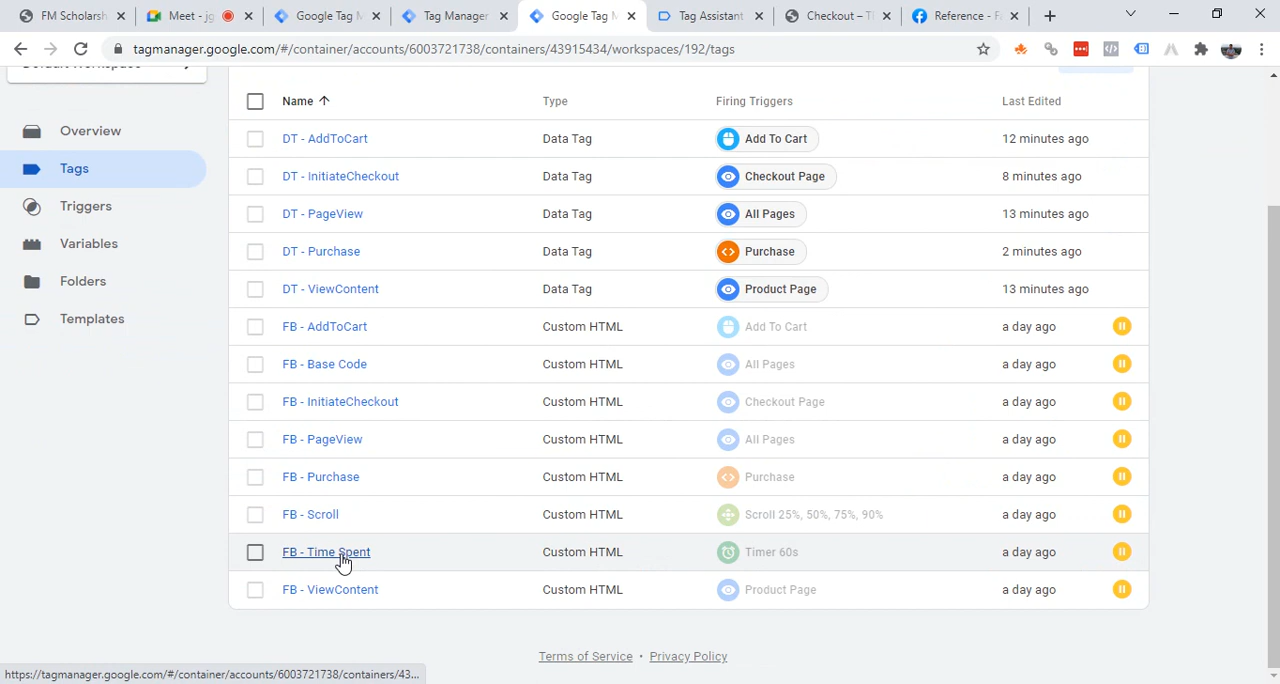 FM Scholarsh
Meet - jg
Google Tag M
Tag Manager
Google Tag M
Tag Assistant
Checkout – T
Reference - F
tagmanager.google.com/#/container/accounts/6003721738/containers/43915434/workspaces/192/tags
Default Workspace
Name Type Firing Triggers Last Edited
Overview
Tags
Triggers
Variables
Folders
Templates
DT - AddToCart Data Tag Add To Cart 12 minutes ago
DT - InitiateCheckout Data Tag Checkout Page 8 minutes ago
DT - PageView Data Tag All Pages 13 minutes ago
DT - Purchase Data Tag Purchase 2 minutes ago
DT - ViewContent Data Tag Product Page 13 minutes ago
FB - AddToCart Custom HTML Add To Cart a day ago
FB - Base Code Custom HTML All Pages a day ago
FB - InitiateCheckout Custom HTML Checkout Page a day ago
FB - PageView Custom HTML All Pages a day ago
FB - Purchase Custom HTML Purchase a day ago
FB - Scroll Custom HTML Scroll 25%, 50%, 75%, 90% a day ago
FB - Time Spent Custom HTML Timer 60s a day ago
FB - ViewContent Custom HTML Product Page a day ago
Terms of Service • Privacy Policy
https://tagmanager.google.com/#/container/accounts/6003721738/containers/43...